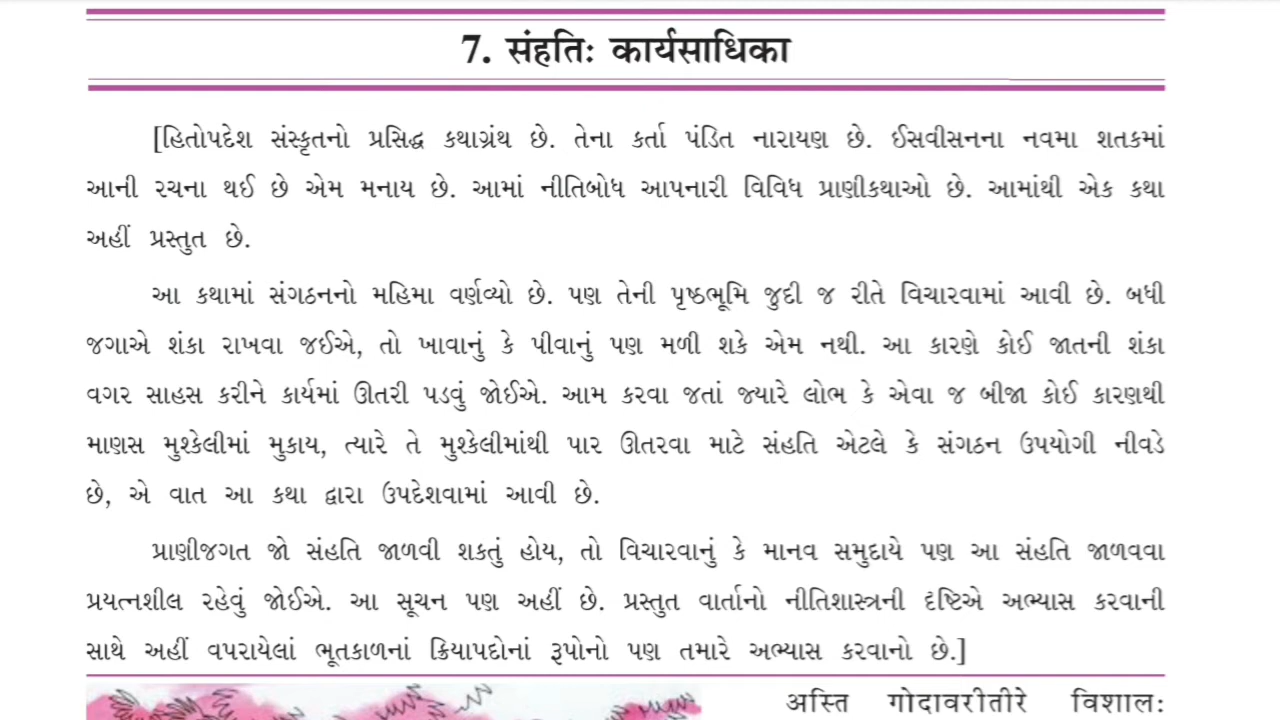 7. સંહતિઃ કાર્યસાધિકા
[હિતોપદેશ સંસ્કૃતનો પ્રસિદ્ધ કથાગ્રંથ છે. તેના કર્તા પંડિત નારાયણ છે. ઈસવીસનના નવમા શતકમાં
આની રચના થઈ છે એમ મનાય છે. આમાં નીતિબોધ આપનારી વિવિધ પ્રાણીકથાઓ છે. આમાંથી એક કથા
અહીં પ્રસ્તુત છે.
આ કથામાં સંગઠનનો મહિમા વર્ણવ્યો છે. પણ તેની પૃષ્ઠભૂમિ જુદી જ રીતે વિચારવામાં આવી છે. બધી
જગાએ શંકા રાખવા જઈએ, તો ખાવાનું કે પીવાનું પણ મળી શકે એમ નથી. આ કારણે કોઈ જાતની શંકા
વગર સાહસ કરીને કાર્યમાં ઊતરી પડવું જોઈએ. આમ કરવા જતાં જ્યારે લોભ કે એવા જ બીજા કોઈ કારણથી
માણસ મુશ્કેલીમાં મુકાય, ત્યારે તે મુશ્કેલીમાંથી પાર ઊતરવા માટે સંહતિ એટલે કે સંગઠન ઉપયોગી નીવડે
છે, એ વાત આ કથા દ્વારા ઉપદેશવામાં આવી છે.
પ્રાણીજગત જો સંહતિ જાળવી શકતું હોય, તો વિચારવાનું કે માનવ સમુદાયે પણ આ સંહતિ જાળવવા
પ્રયત્નશીલ રહેવું જોઈએ. આ સૂચન પણ અહીં છે. પ્રસ્તુત વાર્તાનો નીતિશાસ્ત્રની દૃષ્ટિએ અભ્યાસ કરવાની
સાથે અહીં વપરાયેલાં ભૂતકાળનાં ક્રિયાપદોનાં રૂપોનો પણ તમારે અભ્યાસ કરવાનો છે.]
અસ્તિ ગોદાવરીતીરે વિશાલઃ